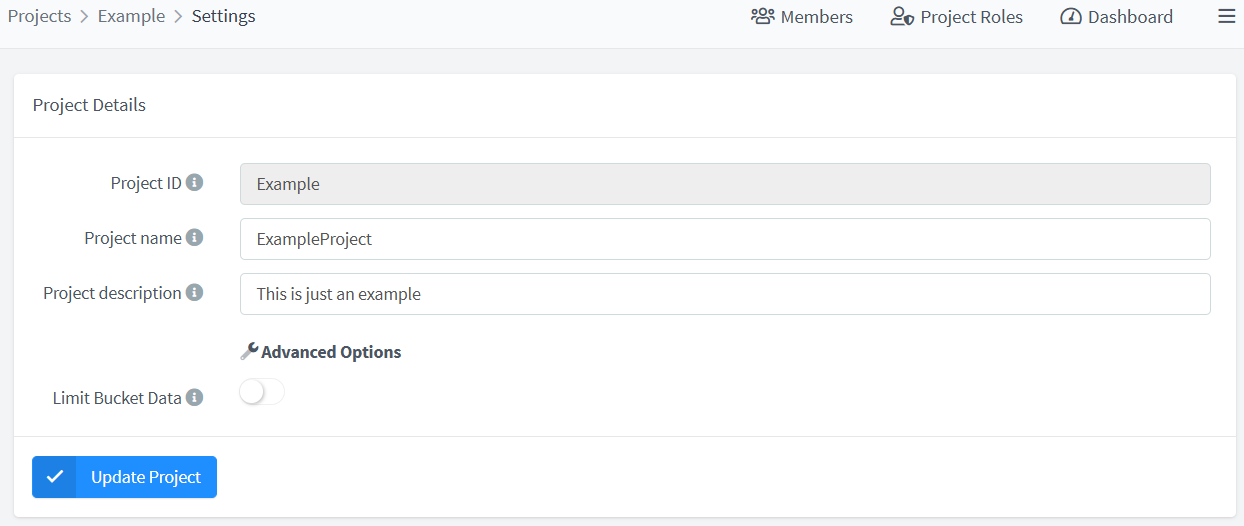 Projects > Example > Settings
Members
Project Roles
Dashboard
Project Details
Project ID
Example
Project name
ExampleProject
Project description
This is just an example
Advanced Options
Limit Bucket Data
Update Project